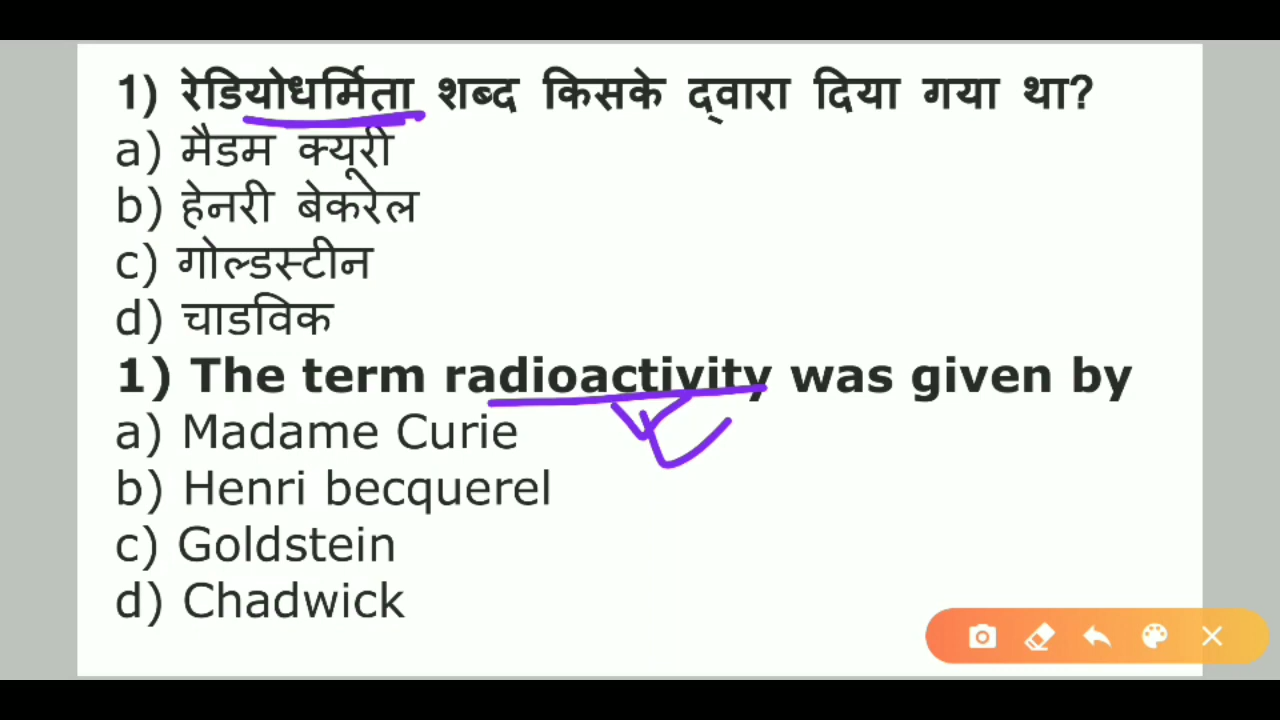 1) रेडियोधर्मिता शब्द किसके द्वारा दिया गया था?
a) मैडम क्यूरी
b) हेनरी बेकरेल
c) गोल्डस्टीन
d) चाडविक
1) The term radioactivity was given by
a) Madame Curie
b) Henri becquerel
c) Goldstein
d) Chadwick